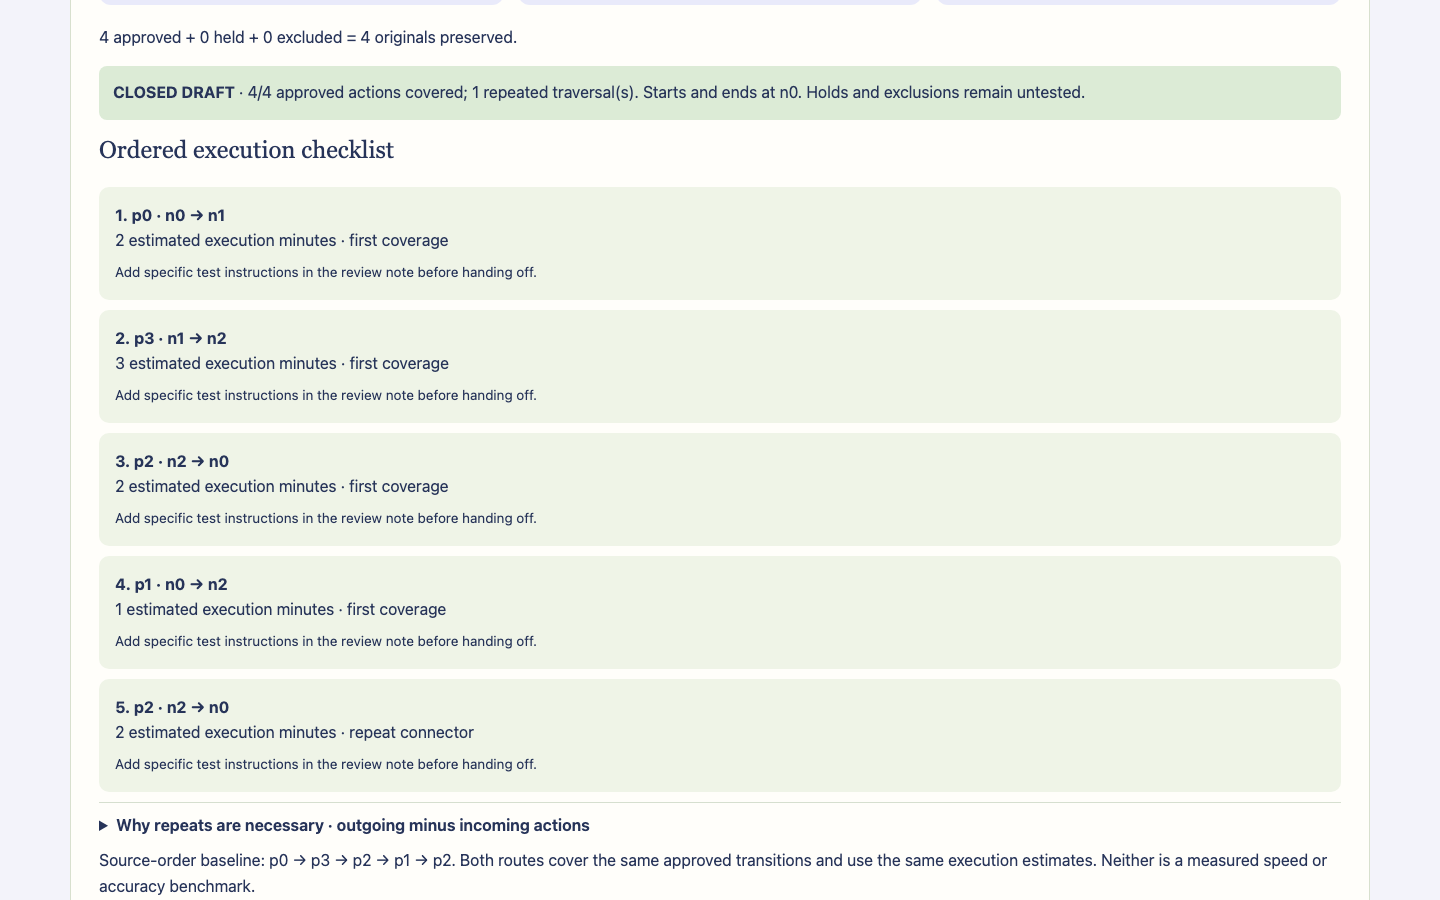 4 approved + 0 held + 0 excluded = 4 originals preserved.
CLOSED DRAFT · 4/4 approved actions covered; 1 repeated traversal(s). Starts and ends at n0. Holds and exclusions remain untested.
Ordered execution checklist
1. p0 · n0 → n1
2 estimated execution minutes · first coverage
Add specific test instructions in the review note before handing off.
2. p3 · n1 → n2
3 estimated execution minutes · first coverage
Add specific test instructions in the review note before handing off.
3. p2 · n2 → n0
2 estimated execution minutes · first coverage
Add specific test instructions in the review note before handing off.
4. p1 · n0 → n2
1 estimated execution minutes · first coverage
Add specific test instructions in the review note before handing off.
5. p2 · n2 → n0
2 estimated execution minutes · repeat connector
Add specific test instructions in the review note before handing off.
Why repeats are necessary · outgoing minus incoming actions
Source-order baseline: p0 → p3 → p2 → p1 → p2. Both routes cover the same approved transitions and use the same execution estimates. Neither is a measured speed or
accuracy benchmark.